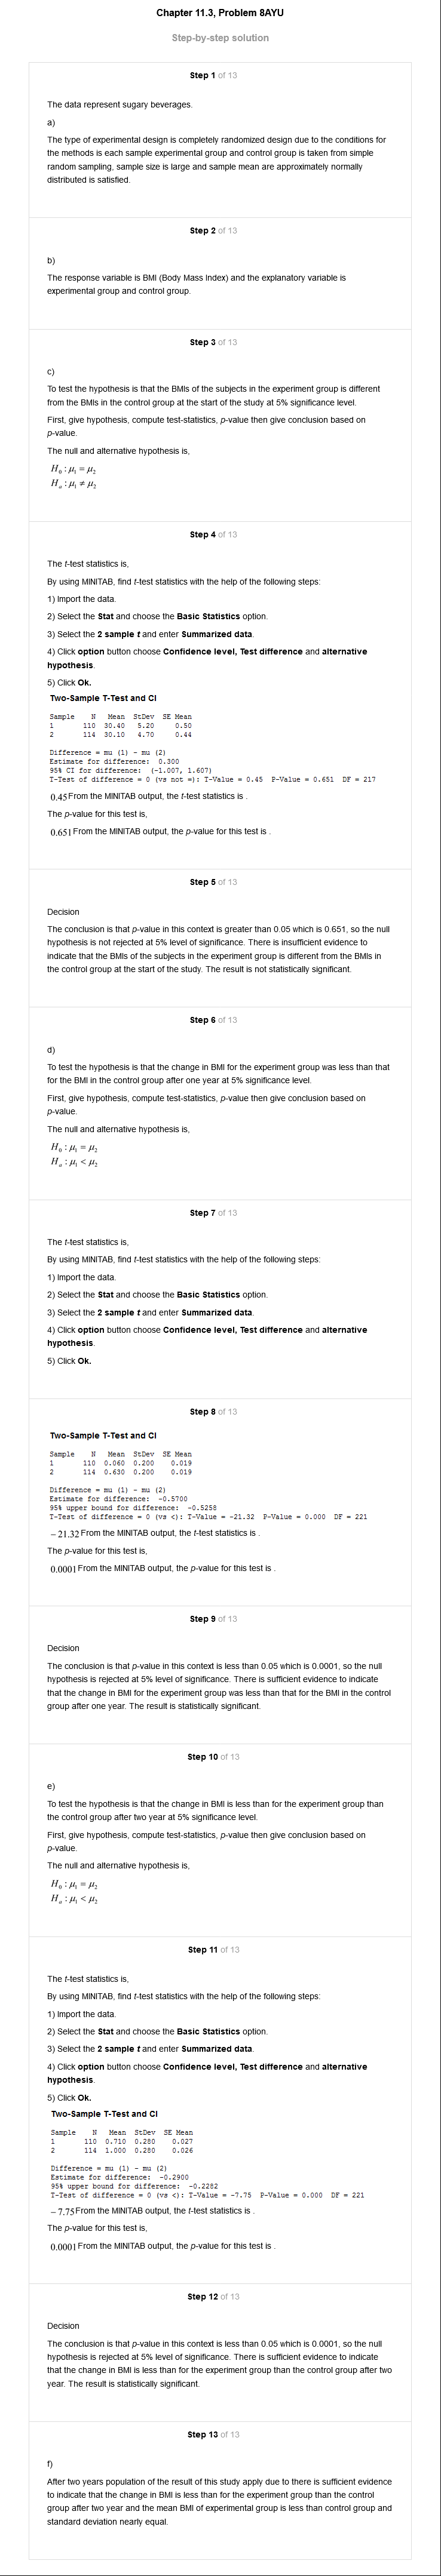 Chapter 11.3, Problem 8AYU
Step-by-step solution
Step 1 of 13
The data represent sugary beverages.
a)
The type of experimental design is completely randomized design due to the conditions for
the methods is each sample experimental group and control group is taken from simple
random sampling, sample size is large and sample mean are approximately normally
distributed is satisfied.
Step 2 of 13
b)
The response variable is BMI (Body Mass Index) and the explanatory variable is
experimental group and control group.
Step 3 of 13
c)
To test the hypothesis is that the BMIs of the subjects in the experiment group is different
from the BMIs in the control group at the start of the study at 5% significance level.
First, give hypothesis, compute test-statistics, p-value then give conclusion based on
p-value.
The null and alternative hypothesis is,
H₀ : μ₁ = μ₂
Hₐ : μ₁ ≠ μ₂
Step 4 of 13
The t-test statistics is,
By using MINITAB, find t-test statistics with the help of the following steps:
1) Import the data.
2) Select the Stat and choose the Basic Statistics option.
3) Select the 2 sample t and enter Summarized data.
4) Click option button choose Confidence level, Test difference and alternative
hypothesis.
5) Click Ok.
Two-Sample T-Test and CI
Sample N Mean StDev SE Mean
1 110 30.40 5.20 0.50
2 114 30.10 4.70 0.44
Difference = mu (1) - mu (2)
Estimate for difference: 0.300
95% CI for difference: (-1.007, 1.607)
T-Test of difference = 0 (vs not =): T-Value = 0.45 P-Value = 0.651 DF = 217
0.45 From the MINITAB output, the t-test statistics is .
The p-value for this test is,
0.651 From the MINITAB output, the p-value for this test is .
Step 5 of 13
Decision
The conclusion is that p-value in this context is greater than 0.05 which is 0.651, so the null
hypothesis is not rejected at 5% level of significance. There is insufficient evidence to
indicate that the BMIs of the subjects in the experiment group is different from the BMIs in
the control group at the start of the study. The result is not statistically significant.
Step 6 of 13
d)
To test the hypothesis is that the change in BMI for the experiment group was less than that
for the BMI in the control group after one year at 5% significance level.
First, give hypothesis, compute test-statistics, p-value then give conclusion based on
p-value.
The null and alternative hypothesis is,
H₀ : μ₁ = μ₂
Hₐ : μ₁ < μ₂
Step 7 of 13
The t-test statistics is,
By using MINITAB, find t-test statistics with the help of the following steps:
1) Import the data.
2) Select the Stat and choose the Basic Statistics option.
3) Select the 2 sample t and enter Summarized data.
4) Click option button choose Confidence level, Test difference and alternative
hypothesis.
5) Click Ok.
Step 8 of 13
Two-Sample T-Test and CI
Sample N Mean StDev SE Mean
1 110 0.060 0.200 0.019
2 114 0.630 0.200 0.019
Difference = mu (1) - mu (2)
Estimate for difference: -0.5700
95% upper bound for difference: -0.5258
T-Test of difference = 0 (vs <): T-Value = -21.32 P-Value = 0.000 DF = 221
−21.32 From the MINITAB output, the t-test statistics is .
The p-value for this test is,
0.0001 From the MINITAB output, the p-value for this test is .
Step 9 of 13
Decision
The conclusion is that p-value in this context is less than 0.05 which is 0.0001, so the null
hypothesis is rejected at 5% level of significance. There is sufficient evidence to indicate
that the change in BMI for the experiment group was less than that for the BMI in the control
group after one year. The result is statistically significant.
Step 10 of 13
e)
To test the hypothesis is that the change in BMI is less than for the experiment group than
the control group after two year at 5% significance level.
First, give hypothesis, compute test-statistics, p-value then give conclusion based on
p-value.
The null and alternative hypothesis is,
H₀ : μ₁ = μ₂
Hₐ : μ₁ < μ₂
Step 11 of 13
The t-test statistics is,
By using MINITAB, find t-test statistics with the help of the following steps:
1) Import the data.
2) Select the Stat and choose the Basic Statistics option.
3) Select the 2 sample t and enter Summarized data.
4) Click option button choose Confidence level, Test difference and alternative
hypothesis.
5) Click Ok.
Two-Sample T-Test and CI
Sample N Mean StDev SE Mean
1 110 0.710 0.280 0.027
2 114 1.000 0.280 0.026
Difference = mu (1) - mu (2)
Estimate for difference: -0.2900
95% upper bound for difference: -0.2282
T-Test of difference = 0 (vs <): T-Value = -7.75 P-Value = 0.000 DF = 221
−7.75 From the MINITAB output, the t-test statistics is .
The p-value for this test is,
0.0001 From the MINITAB output, the p-value for this test is .
Step 12 of 13
Decision
The conclusion is that p-value in this context is less than 0.05 which is 0.0001, so the null
hypothesis is rejected at 5% level of significance. There is sufficient evidence to indicate
that the change in BMI is less than for the experiment group than the control group after two
year. The result is statistically significant.
Step 13 of 13
f)
After two years population of the result of this study apply due to there is sufficient evidence
to indicate that the change in BMI is less than for the experiment group than the control
group after two year and the mean BMI of experimental group is less than control group and
standard deviation nearly equal.